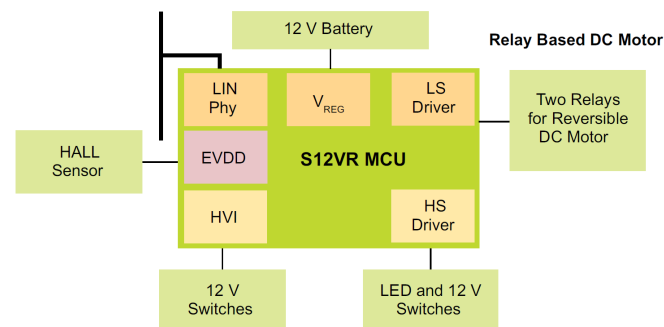 12 V Battery
Relay Based DC Motor
LIN
Phy
VREG
LS
Driver
Two Relays
for Reversible
DC Motor
HALL
Sensor
EVDD
S12VR MCU
HVI
HS
Driver
12 V
Switches
LED and 12 V
Switches